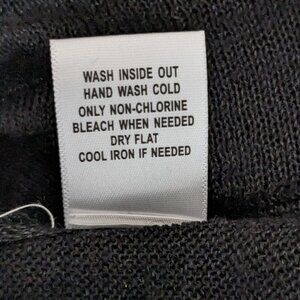 WASH INSIDE OUT
HAND WASH COLD
ONLY NON-CHLORINE
BLEACH WHEN NEEDED
DRY FLAT
COOL IRON IF NEEDED